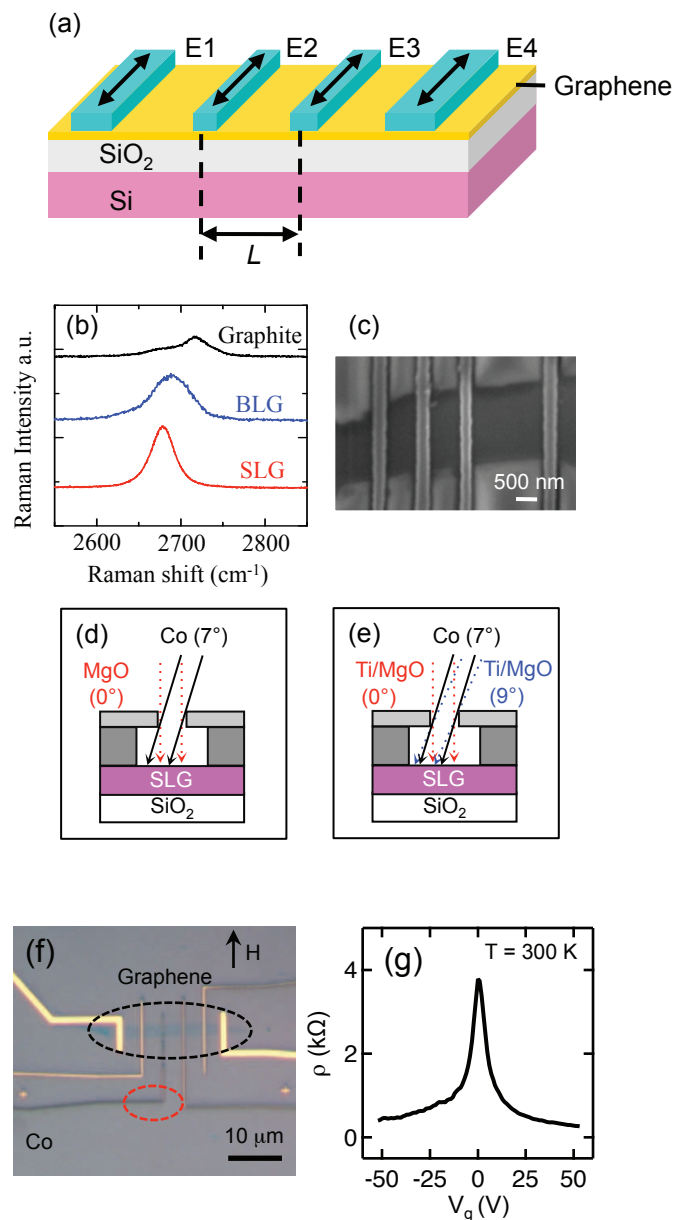 (a)
E1 E2 E3 E4
Graphene
SiO₂
Si
L
(b)
Graphite
BLG
SLG
Raman Intensity a.u.
2600 2700 2800
Raman shift (cm⁻¹)
(c)
500 nm
(d)
Co (7°)
MgO
(0°)
SLG
SiO₂
(e)
Co (7°)
Ti/MgO
(0°)
Ti/MgO
(9°)
SLG
SiO₂
(f)
H
Graphene
Co
10 μm
(g)
T = 300 K
ρ (kΩ)
4
2
0
-50 -25 0 25 50
V_g (V)